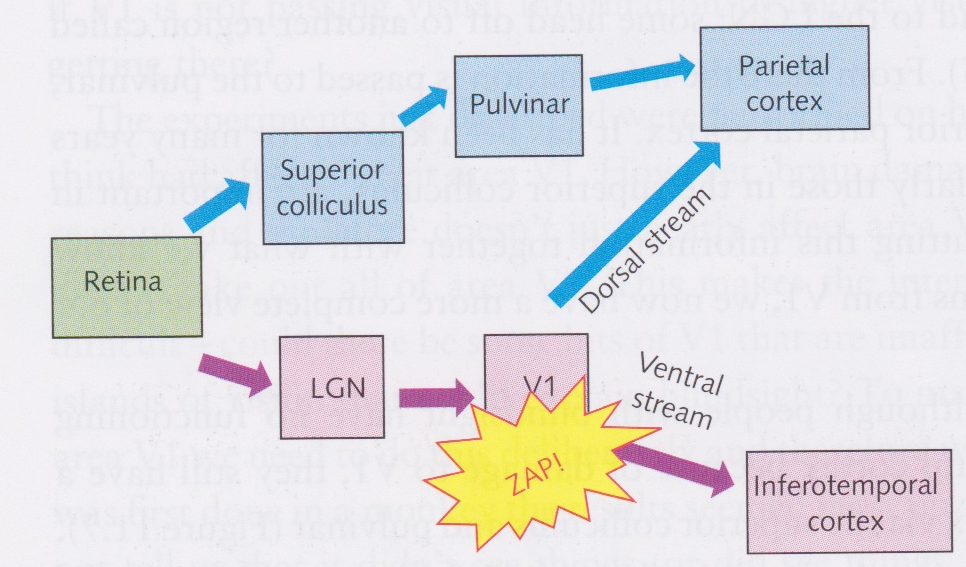 Parietal
cortex
Pulvinar
Superior
colliculus
Retina
Dorsal stream
LGN
V1
Ventral
stream
ZAP!
Inferotemporal
cortex